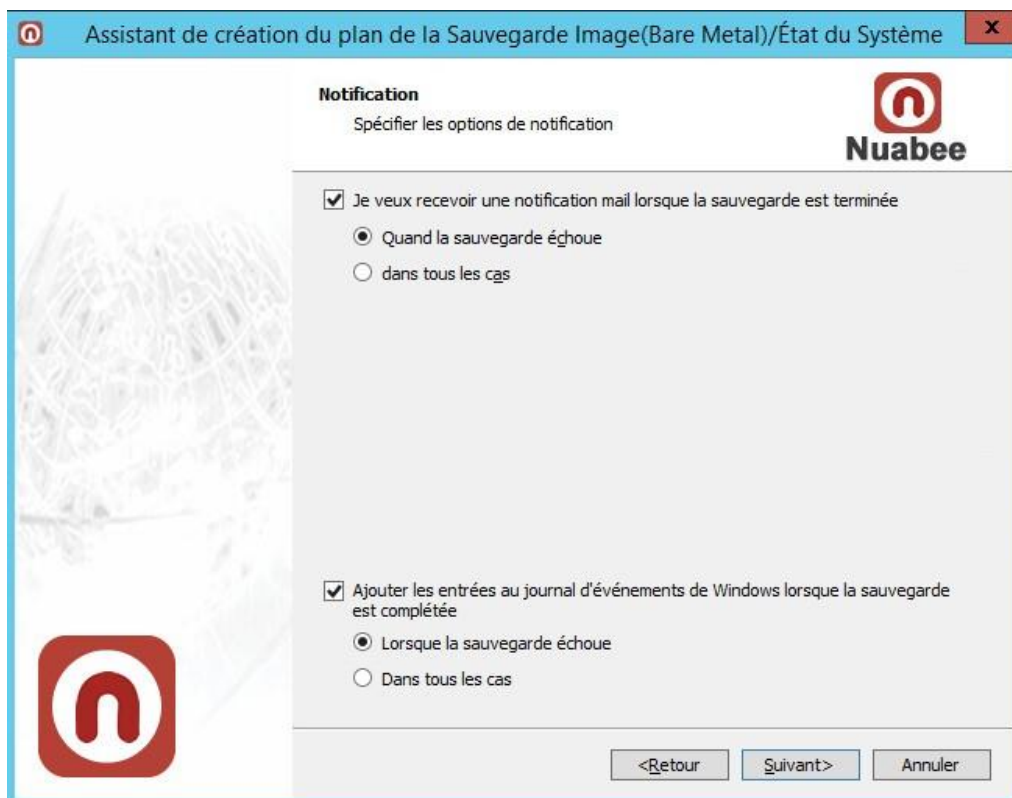 Assistant de création du plan de la Sauvegarde Image(Bare Metal)/État du Système
x
Notification
Spécifier les options de notification
Nuabee
Je veux recevoir une notification mail lorsque la sauvegarde est terminée
Quand la sauvegarde échoue
dans tous les cas
Ajouter les entrées au journal d'événements de Windows lorsque la sauvegarde
est complétée
Lorsque la sauvegarde échoue
Dans tous les cas
<Retour
Suivant>
Annuler